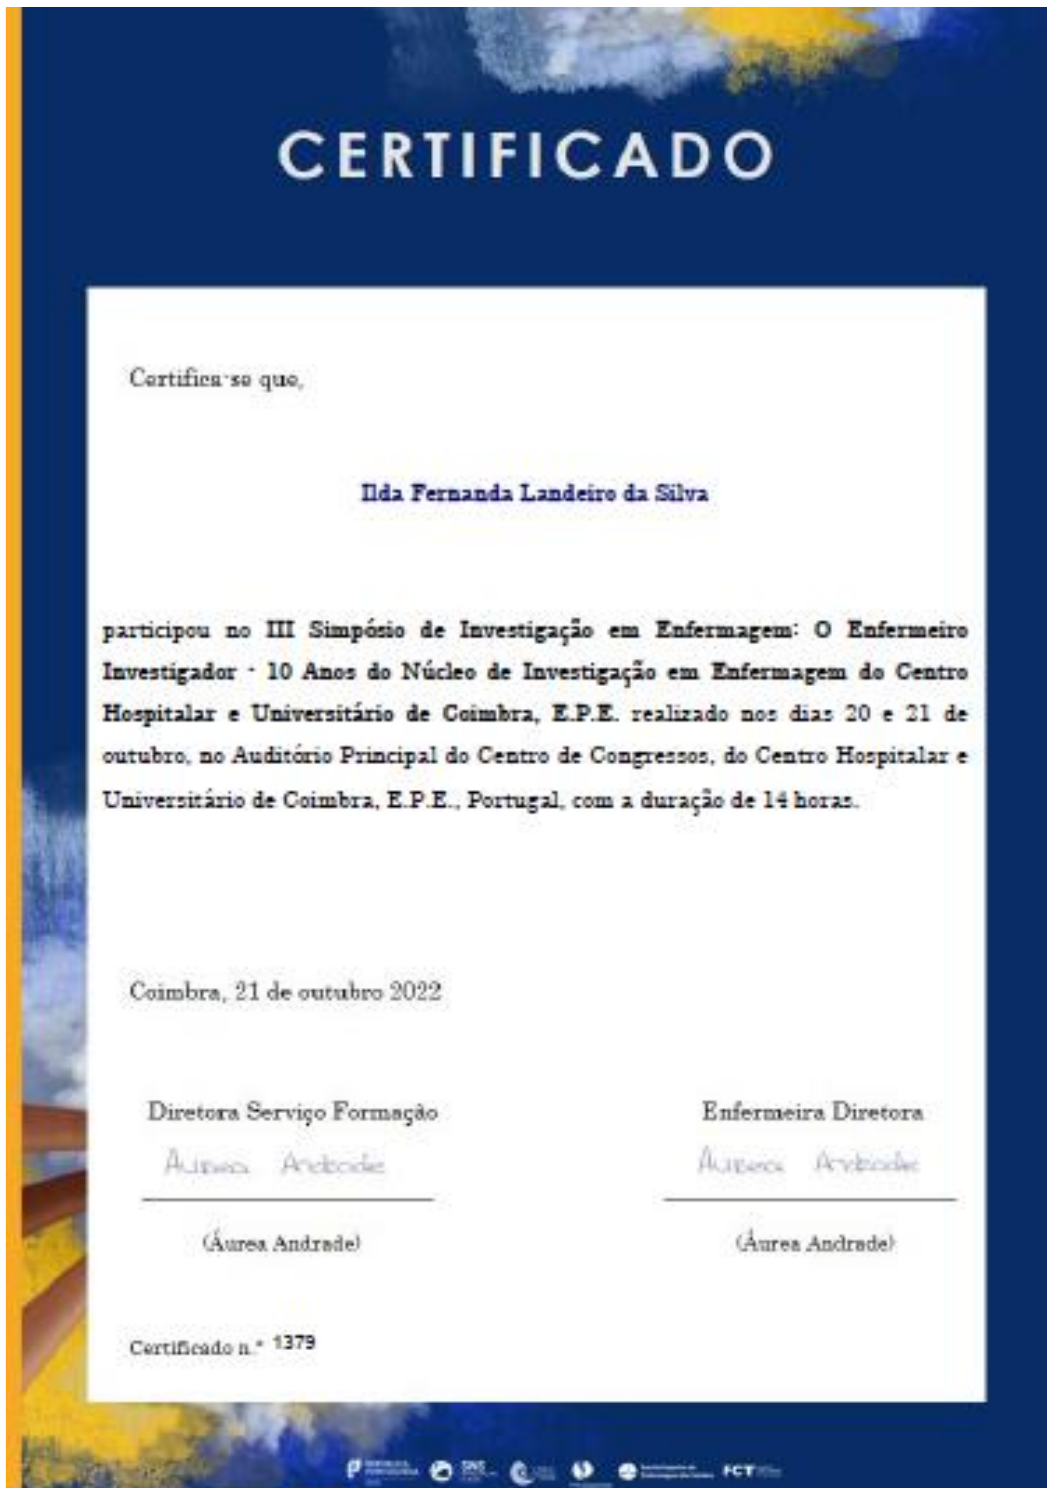 CERTIFICADO
Certifica-se que,
Ilda Fernanda Landeiro da Silva
participou no III Simpósio de Investigação em Enfermagem: O Enfermeiro
Investigador - 10 Anos do Núcleo de Investigação em Enfermagem do Centro
Hospitalar e Universitário de Coimbra, E.P.E. realizado nos dias 20 e 21 de
outubro, no Auditório Principal do Centro de Congressos, do Centro Hospitalar e
Universitário de Coimbra, E.P.E., Portugal, com a duração de 14 horas.
Coimbra, 21 de outubro 2022
Diretora Serviço Formação Enfermeira Diretora
Áurea Andrade Áurea Andrade
(Áurea Andrade) (Áurea Andrade)
Certificado n.º 1379
REPÚBLICA PORTUGUESA SNS FCT